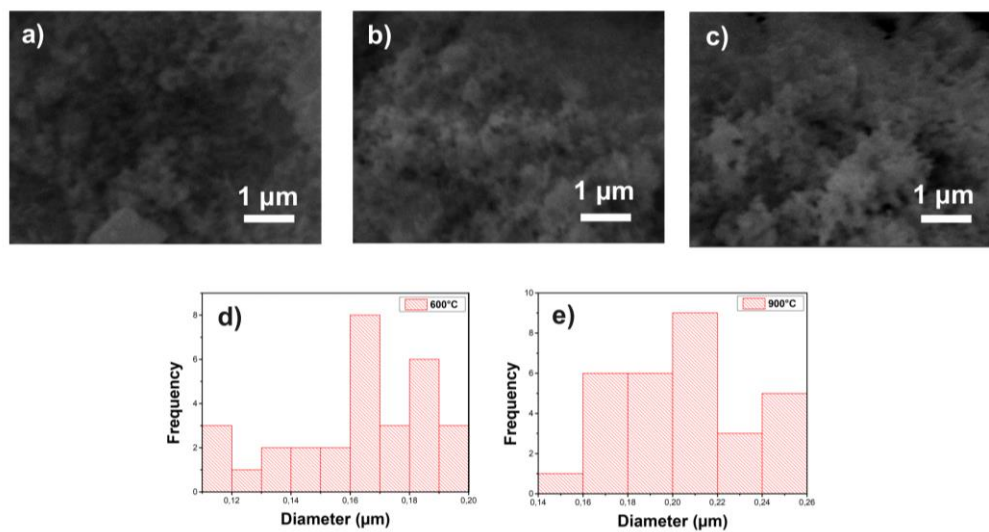 a)
1 µm
b)
1 µm
c)
1 µm
d)
600°C
Frequency
8
6
4
2
0
0,12
0,14
0,16
0,18
0,20
Diameter (µm)
e)
900°C
Frequency
10
8
6
4
2
0
0,14
0,16
0,18
0,20
0,22
0,24
0,26
Diameter (µm)